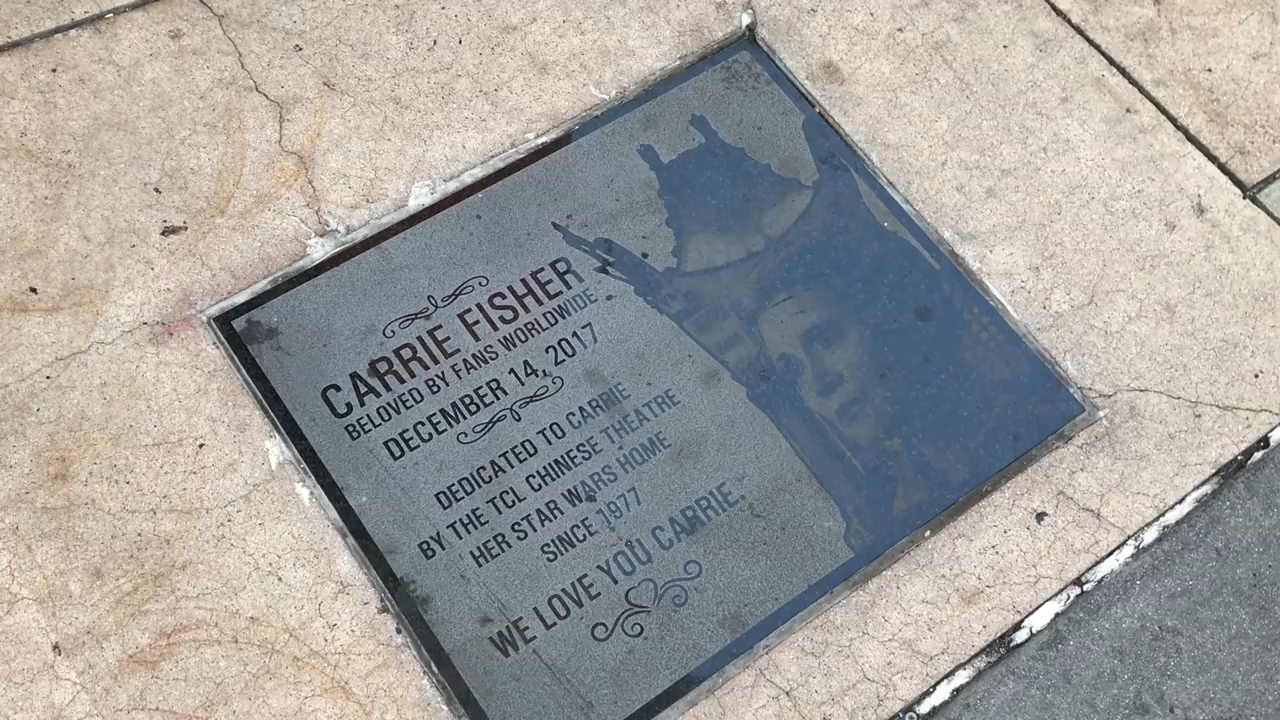 CARRIE FISHER
BELOVED BY FANS WORLDWIDE
DECEMBER 14, 2017
DEDICATED TO CARRIE
BY THE TCL CHINESE THEATRE
HER STAR WARS HOME
SINCE 1977
WE LOVE YOU CARRIE.